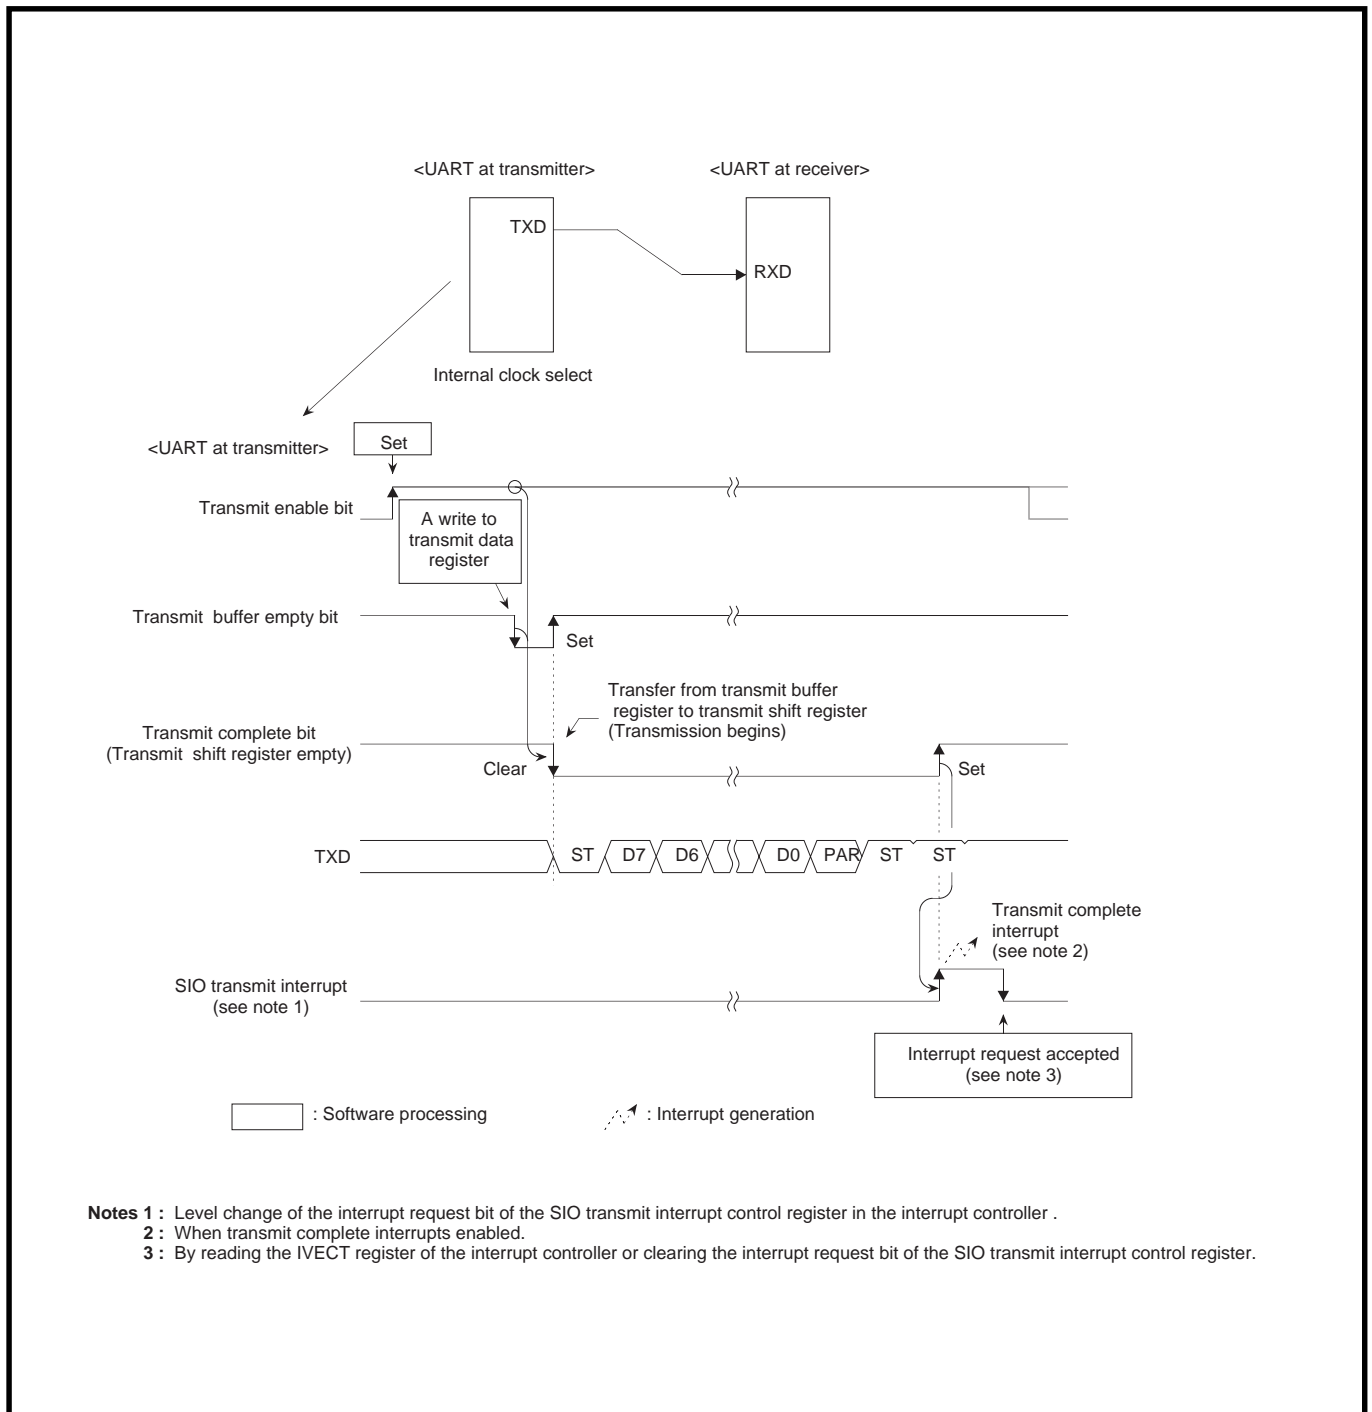 <UART at transmitter>
<UART at receiver>
TXD
RXD
Internal clock select
<UART at transmitter>
Set
Transmit enable bit
A write to
transmit data
register
Transmit buffer empty bit
Set
Transfer from transmit buffer
register to transmit shift register
(Transmission begins)
Transmit complete bit
(Transmit shift register empty)
Clear
Set
TXD
ST
D7
D6
D0
PAR
ST
ST
Transmit complete
interrupt
(see note 2)
SIO transmit interrupt
(see note 1)
Interrupt request accepted
(see note 3)
: Software processing
: Interrupt generation
Notes 1 : Level change of the interrupt request bit of the SIO transmit interrupt control register in the interrupt controller .
2 : When transmit complete interrupts enabled.
3 : By reading the IVECT register of the interrupt controller or clearing the interrupt request bit of the SIO transmit interrupt control register.